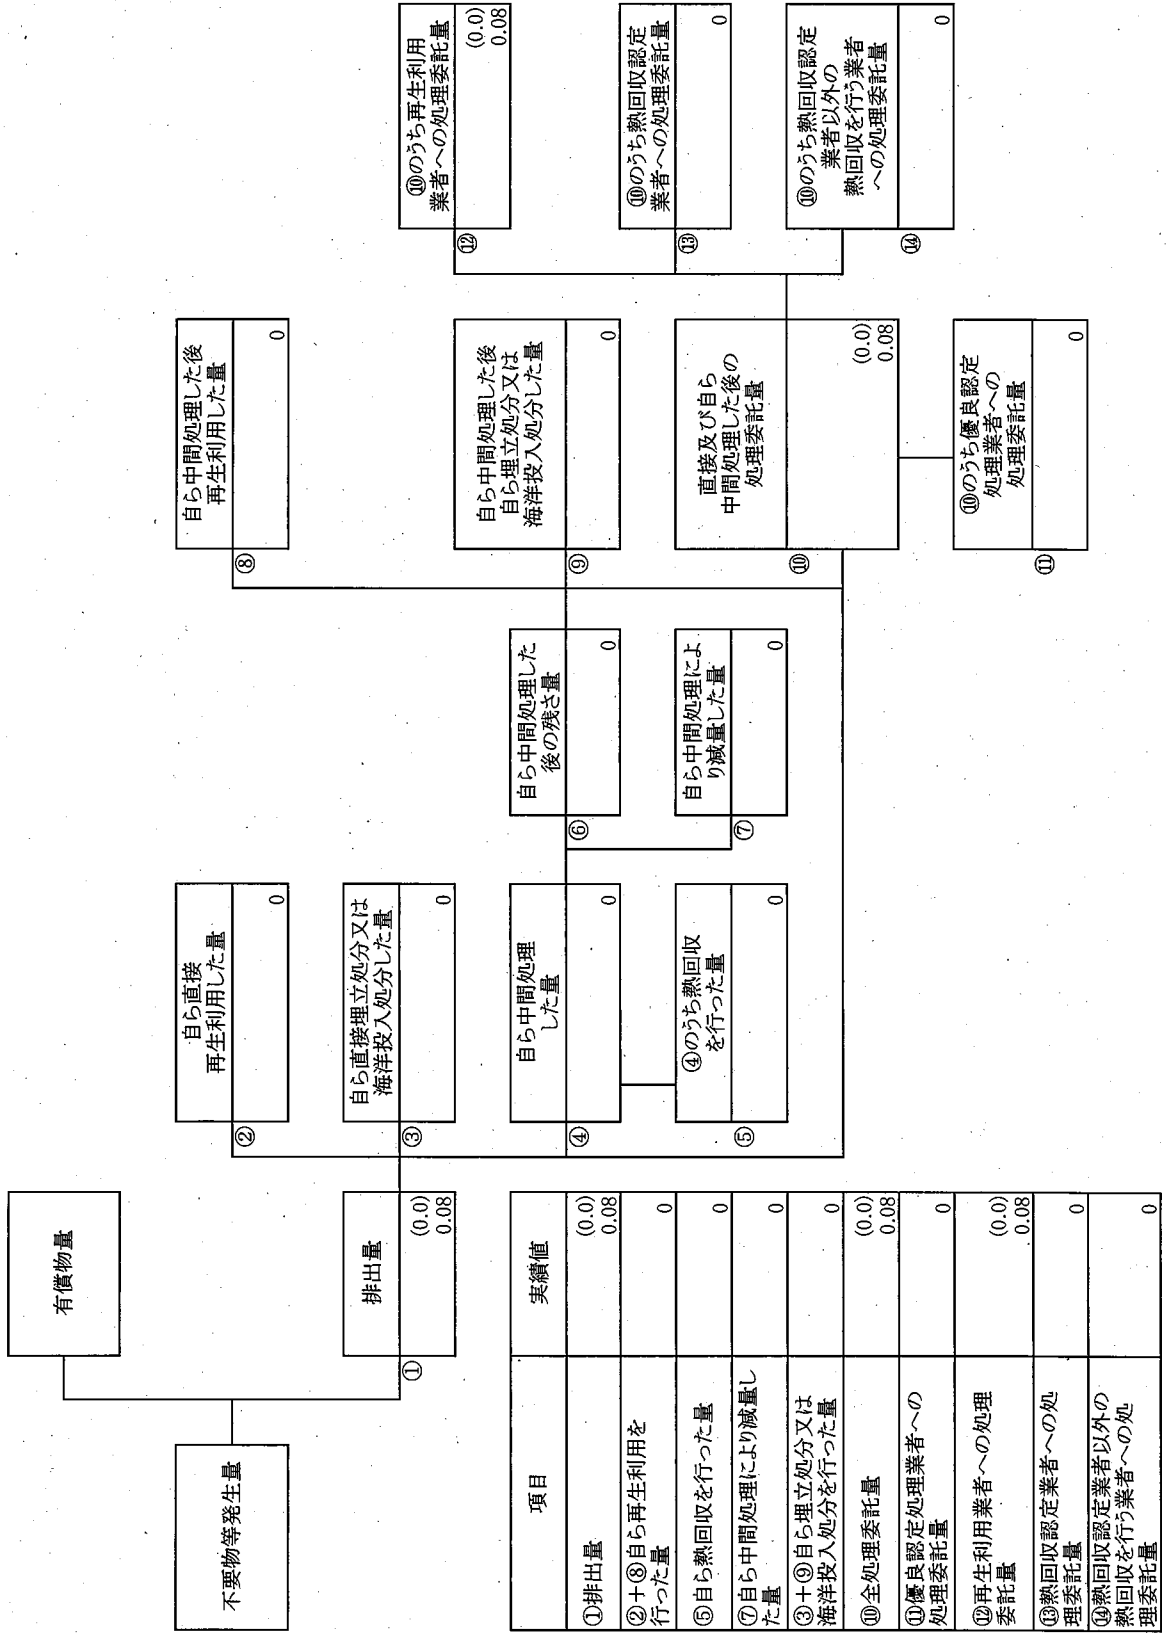 不要物等発生量
有償物量
①
排出量
(0.0)
0.08
②
自ら直接
再生利用した量
0
③
自ら直接埋立処分又は
海洋投入処分した量
0
④
自ら中間処理
した量
0
⑤
④のうち熱回収
を行った量
0
⑥
自ら中間処理した
後の残さ量
0
⑦
自ら中間処理によ
り減量した量
0
⑧
自ら中間処理した後
再生利用した量
0
⑨
自ら中間処理した後
自ら埋立処分又は
海洋投入処分した量
0
⑩
直接及び自ら
中間処理した後の
処理委託量
(0.0)
0.08
⑪
⑩のうち優良認定
処理業者への
処理委託量
0
⑫
⑩のうち再生利用
業者への処理委託量
(0.0)
0.08
⑬
⑩のうち熱回収認定
業者への処理委託量
0
⑭
⑩のうち熱回収認定
業者以外の
熱回収を行う業者
への処理委託量
0
項目
実績値
①排出量
(0.0)
0.08
②+⑧自ら再生利用を
行った量
0
⑤自ら熱回収を行った量
0
⑦自ら中間処理により減量し
た量
0
③+⑨自ら埋立処分又は
海洋投入処分を行った量
0
⑩全処理委託量
(0.0)
0.08
⑪優良認定処理業者への
処理委託量
0
⑫再生利用業者への処理
委託量
(0.0)
0.08
⑬熱回収認定業者への処
理委託量
0
⑭熱回収認定業者以外の
熱回収を行う業者への処
理委託量
0